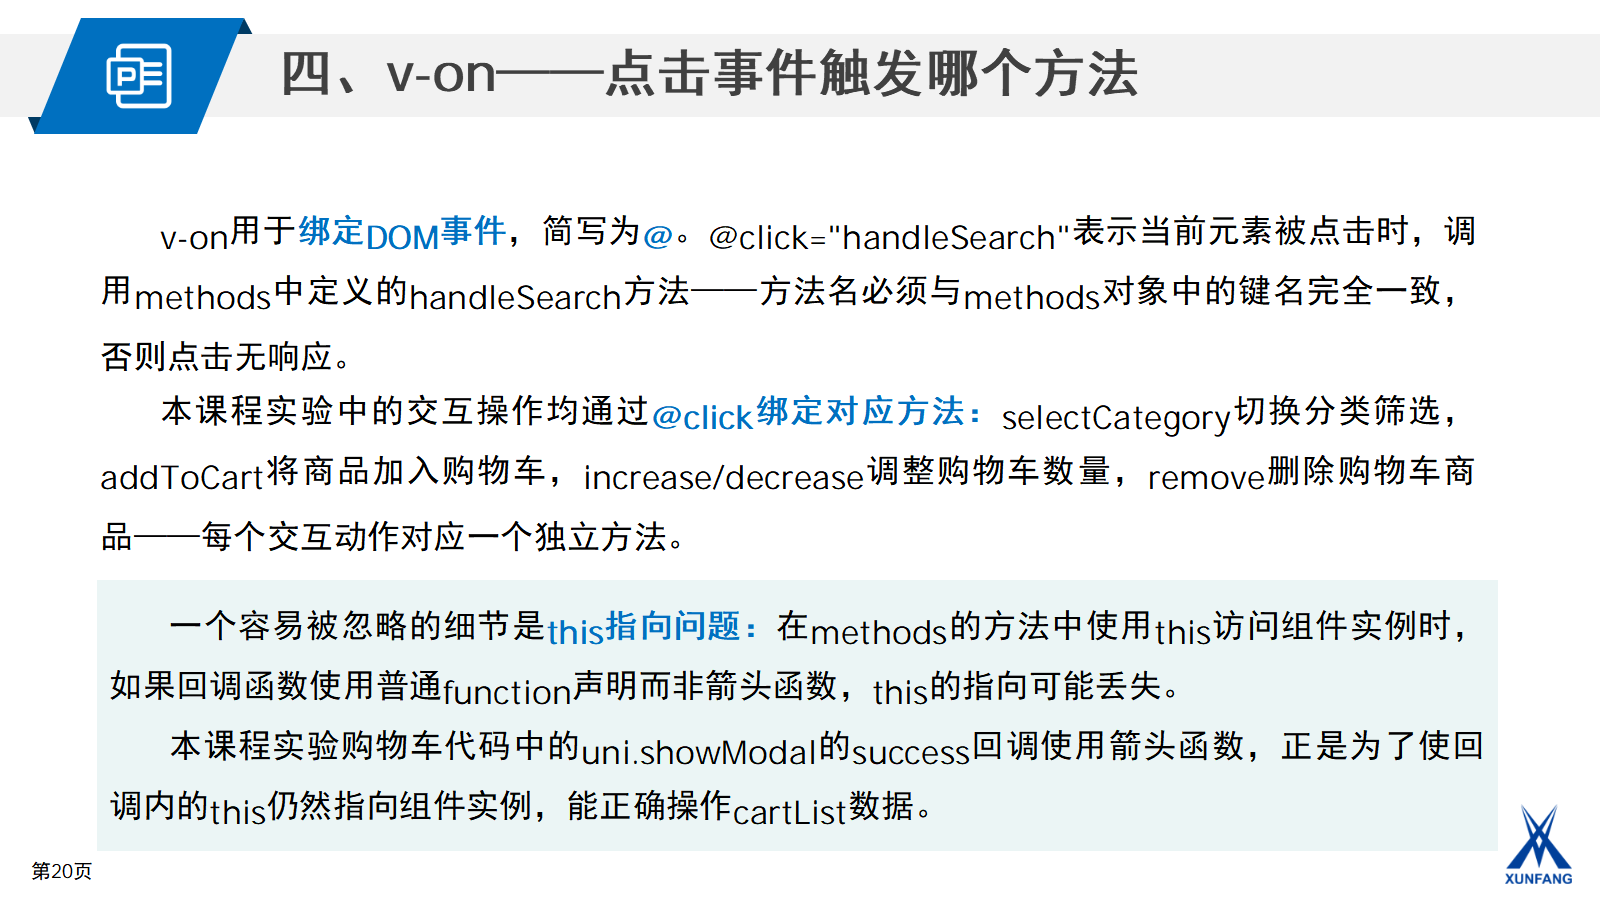 四、v-on——点击事件触发哪个方法
v-on用于绑定DOM事件，简写为@。@click="handleSearch"表示当前元素被点击时，调
用methods中定义的handleSearch方法——方法名必须与methods对象中的键名完全一致，
否则点击无响应。
本课程实验中的交互操作均通过@click绑定对应方法：selectCategory切换分类筛选，
addToCart将商品加入购物车，increase/decrease调整购物车数量，remove删除购物车商
品——每个交互动作对应一个独立方法。
一个容易被忽略的细节是this指向问题：在methods的方法中使用this访问组件实例时，
如果回调函数使用普通function声明而非箭头函数，this的指向可能丢失。
本课程实验购物车代码中的uni.showModal的success回调使用箭头函数，正是为了使回
调内的this仍然指向组件实例，能正确操作cartList数据。
第20页
XUNFANG